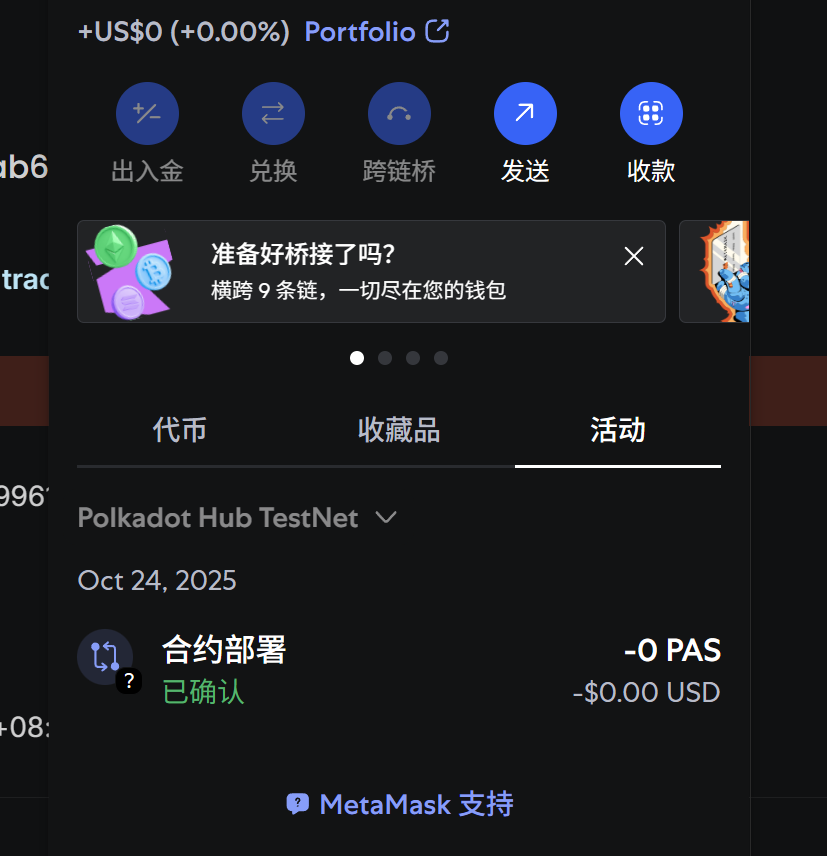 +US$0 (+0.00%) Portfolio
出入金 兑换 跨链桥 发送 收款
ab6
准备好桥接了吗?
横跨 9 条链，一切尽在您的钱包
trac
代币 收藏品 活动
996
Polkadot Hub TestNet
Oct 24, 2025
合约部署 -0 PAS
已确认 -$0.00 USD
+08:
MetaMask 支持